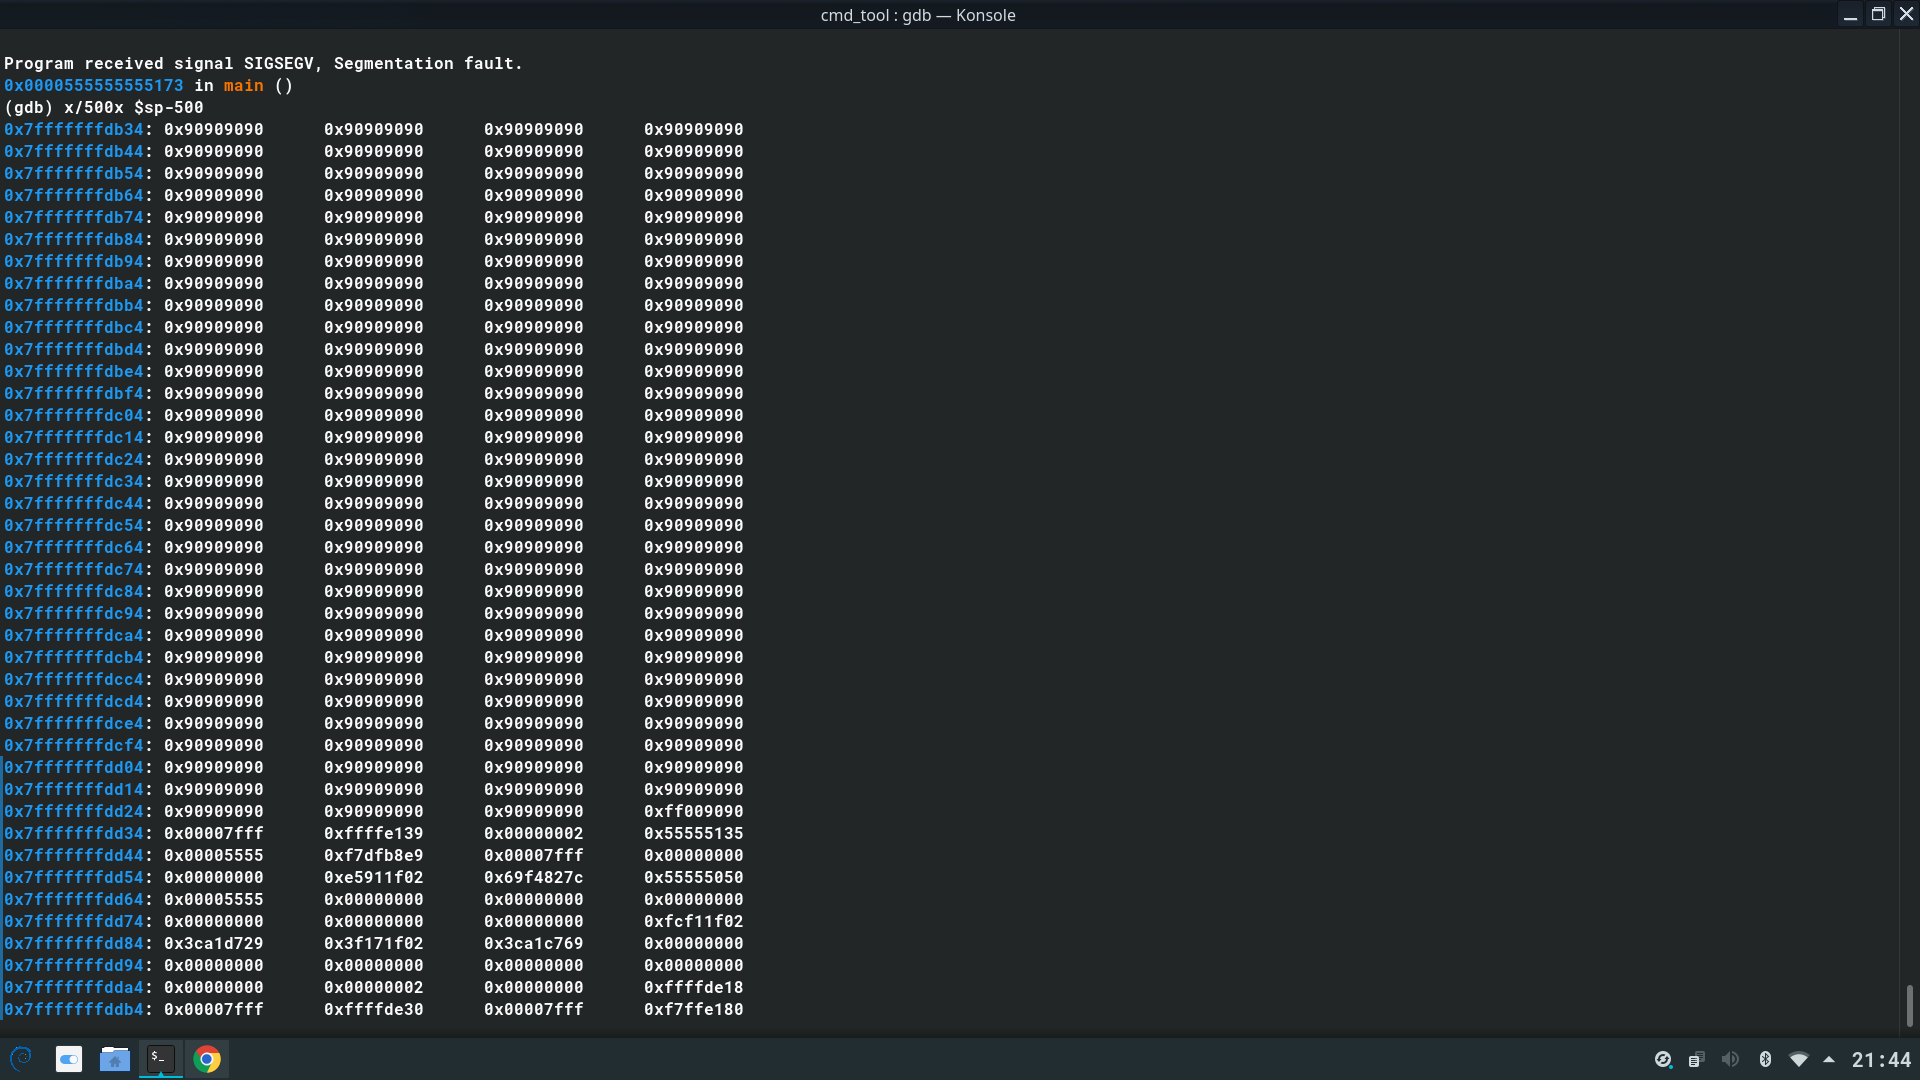 cmd_tool : gdb — Konsole
Program received signal SIGSEGV, Segmentation fault.
0x0000555555555173 in main ()
(gdb) x/500x $sp-500
0x7fffffffdb34: 0x90909090 0x90909090 0x90909090 0x90909090
0x7fffffffdb44: 0x90909090 0x90909090 0x90909090 0x90909090
0x7fffffffdb54: 0x90909090 0x90909090 0x90909090 0x90909090
0x7fffffffdb64: 0x90909090 0x90909090 0x90909090 0x90909090
0x7fffffffdb74: 0x90909090 0x90909090 0x90909090 0x90909090
0x7fffffffdb84: 0x90909090 0x90909090 0x90909090 0x90909090
0x7fffffffdb94: 0x90909090 0x90909090 0x90909090 0x90909090
0x7fffffffdba4: 0x90909090 0x90909090 0x90909090 0x90909090
0x7fffffffdbb4: 0x90909090 0x90909090 0x90909090 0x90909090
0x7fffffffdbc4: 0x90909090 0x90909090 0x90909090 0x90909090
0x7fffffffdbd4: 0x90909090 0x90909090 0x90909090 0x90909090
0x7fffffffdbe4: 0x90909090 0x90909090 0x90909090 0x90909090
0x7fffffffdbf4: 0x90909090 0x90909090 0x90909090 0x90909090
0x7fffffffdc04: 0x90909090 0x90909090 0x90909090 0x90909090
0x7fffffffdc14: 0x90909090 0x90909090 0x90909090 0x90909090
0x7fffffffdc24: 0x90909090 0x90909090 0x90909090 0x90909090
0x7fffffffdc34: 0x90909090 0x90909090 0x90909090 0x90909090
0x7fffffffdc44: 0x90909090 0x90909090 0x90909090 0x90909090
0x7fffffffdc54: 0x90909090 0x90909090 0x90909090 0x90909090
0x7fffffffdc64: 0x90909090 0x90909090 0x90909090 0x90909090
0x7fffffffdc74: 0x90909090 0x90909090 0x90909090 0x90909090
0x7fffffffdc84: 0x90909090 0x90909090 0x90909090 0x90909090
0x7fffffffdc94: 0x90909090 0x90909090 0x90909090 0x90909090
0x7fffffffdca4: 0x90909090 0x90909090 0x90909090 0x90909090
0x7fffffffdcb4: 0x90909090 0x90909090 0x90909090 0x90909090
0x7fffffffdcc4: 0x90909090 0x90909090 0x90909090 0x90909090
0x7fffffffdcd4: 0x90909090 0x90909090 0x90909090 0x90909090
0x7fffffffdce4: 0x90909090 0x90909090 0x90909090 0x90909090
0x7fffffffdcf4: 0x90909090 0x90909090 0x90909090 0x90909090
0x7fffffffdd04: 0x90909090 0x90909090 0x90909090 0x90909090
0x7fffffffdd14: 0x90909090 0x90909090 0x90909090 0x90909090
0x7fffffffdd24: 0x90909090 0x90909090 0x90909090 0xff009090
0x7fffffffdd34: 0x00007fff 0xffffe139 0x00000002 0x55555135
0x7fffffffdd44: 0x00005555 0xf7dfb8e9 0x00007fff 0x00000000
0x7fffffffdd54: 0x00000000 0xe5911f02 0x69f4827c 0x55555050
0x7fffffffdd64: 0x00005555 0x00000000 0x00000000 0x00000000
0x7fffffffdd74: 0x00000000 0x00000000 0x00000000 0xfcf11f02
0x7fffffffdd84: 0x3ca1d729 0x3f171f02 0x3ca1c769 0x00000000
0x7fffffffdd94: 0x00000000 0x00000000 0x00000000 0x00000000
0x7fffffffdda4: 0x00000000 0x00000002 0x00000000 0xffffde18
0x7fffffffddb4: 0x00007fff 0xffffde30 0x00007fff 0xf7ffe180
$_
21:44